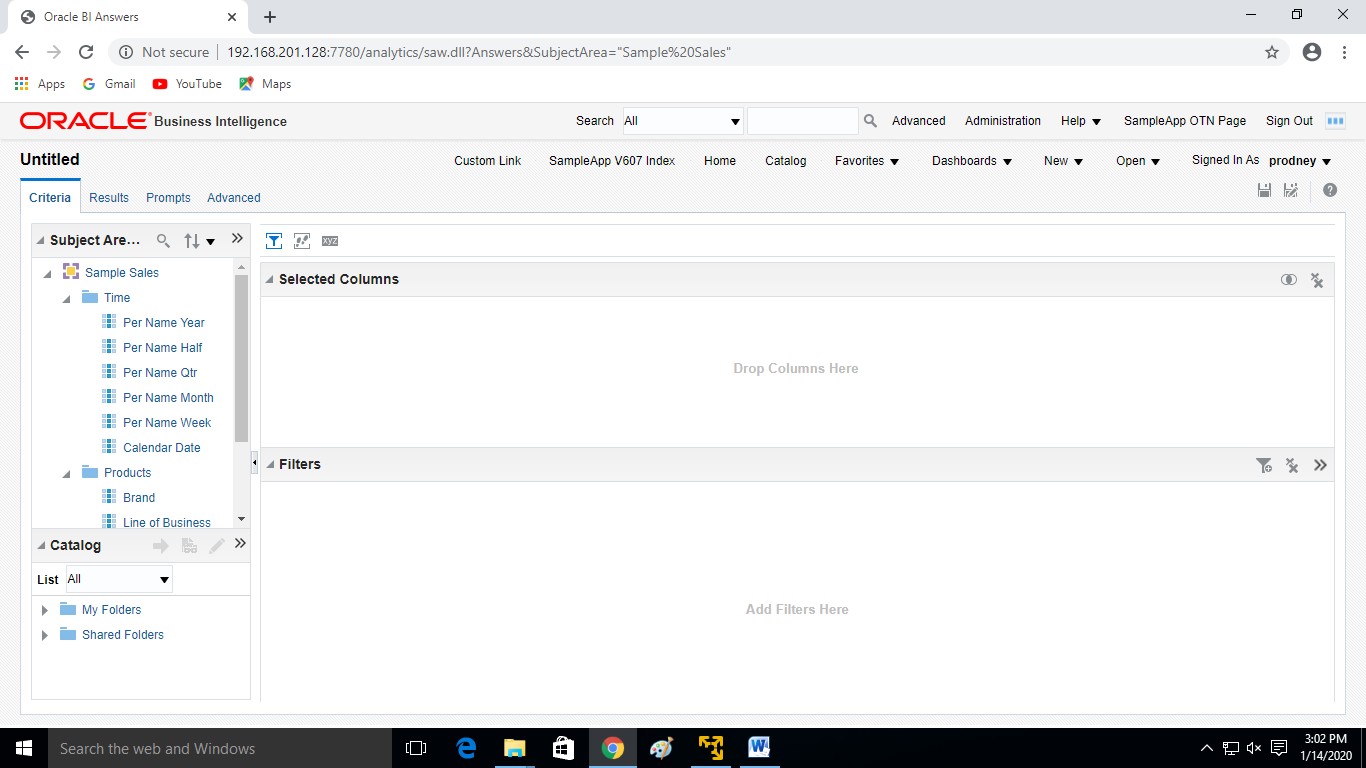 Oracle BI Answers
Not secure 192.168.201.128:7780/analytics/saw.dll?Answers&SubjectArea="Sample%20Sales"
Apps Gmail YouTube Maps
ORACLE Business Intelligence Search All Advanced Administration Help SampleApp OTN Page Sign Out
Untitled Custom Link SampleApp V607 Index Home Catalog Favorites Dashboards New Open Signed In As prodney
Criteria Results Prompts Advanced
Subject Are...
xyz
Sample Sales
Time
Per Name Year
Per Name Half
Per Name Qtr
Per Name Month
Per Name Week
Calendar Date
Products
Brand
Line of Business
Catalog
List All
My Folders
Shared Folders
Selected Columns
Drop Columns Here
Filters
Add Filters Here
Search the web and Windows
3:02 PM
1/14/2020